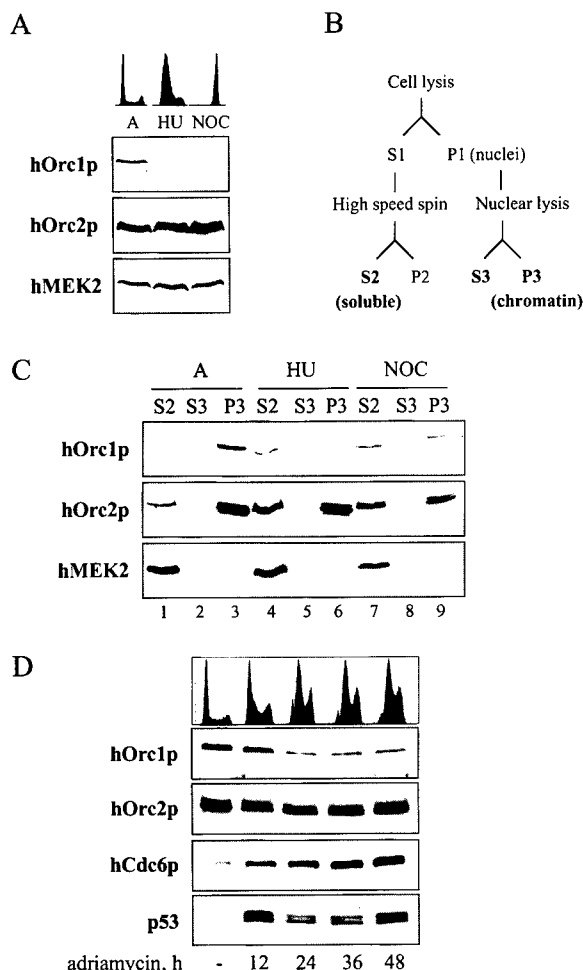 A
B
A HU NOC
hOrc1p
hOrc2p
hMEK2
Cell lysis
S1 P1 (nuclei)
High speed spin Nuclear lysis
S2 P2 S3 P3
(soluble) (chromatin)
C
A HU NOC
S2 S3 P3 S2 S3 P3 S2 S3 P3
hOrc1p
hOrc2p
hMEK2
1 2 3 4 5 6 7 8 9
D
hOrc1p
hOrc2p
hCdc6p
p53
adriamycin, h - 12 24 36 48